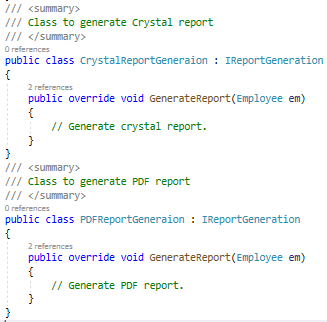 /// <summary>
/// Class to generate Crystal report
/// </summary>
0 references
public class CrystalReportGeneraion : IReportGeneration
{
2 references
public override void GenerateReport(Employee em)
{
// Generate crystal report.
}
}
/// <summary>
/// Class to generate PDF report
/// </summary>
0 references
public class PDFReportGeneraion : IReportGeneration
{
2 references
public override void GenerateReport(Employee em)
{
// Generate PDF report.
}
}